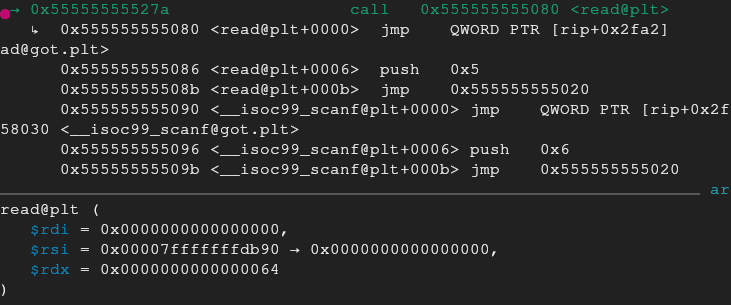 → 0x55555555527a call 0x555555555080 <read@plt>
↳ 0x555555555080 <read@plt+0000> jmp QWORD PTR [rip+0x2fa2]
ad@got.plt>
0x555555555086 <read@plt+0006> push 0x5
0x55555555508b <read@plt+000b> jmp 0x555555555020
0x555555555090 <__isoc99_scanf@plt+0000> jmp QWORD PTR [rip+0x2f
58030 <__isoc99_scanf@got.plt>
0x555555555096 <__isoc99_scanf@plt+0006> push 0x6
0x55555555509b <__isoc99_scanf@plt+000b> jmp 0x555555555020
ar
read@plt (
$rdi = 0x0000000000000000,
$rsi = 0x00007fffffffdb90 → 0x0000000000000000,
$rdx = 0x0000000000000064
)